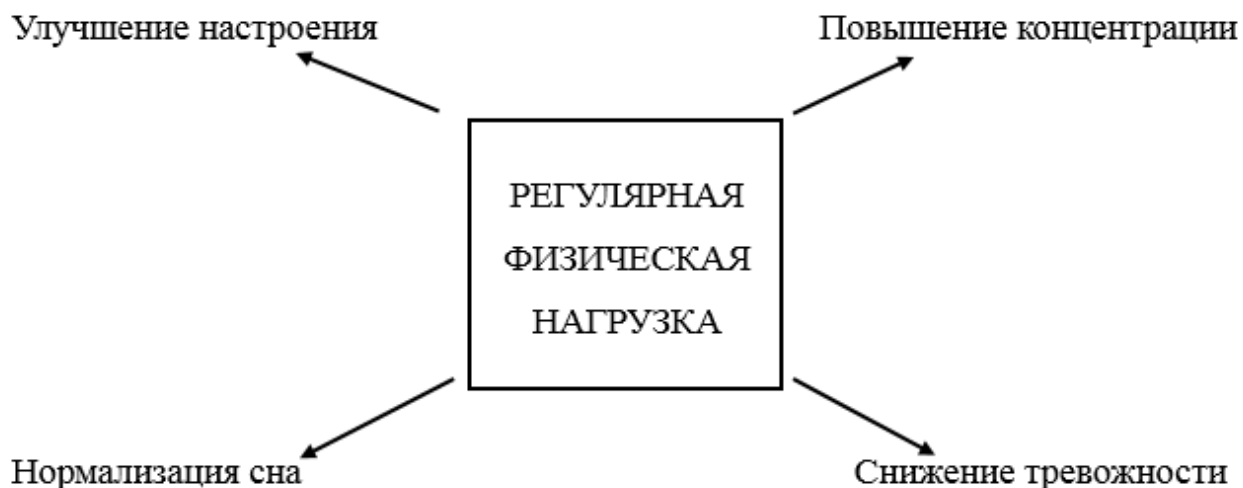 Улучшение настроения
Повышение концентрации
РЕГУЛЯРНАЯ
ФИЗИЧЕСКАЯ
НАГРУЗКА
Нормализация сна
Снижение тревожности